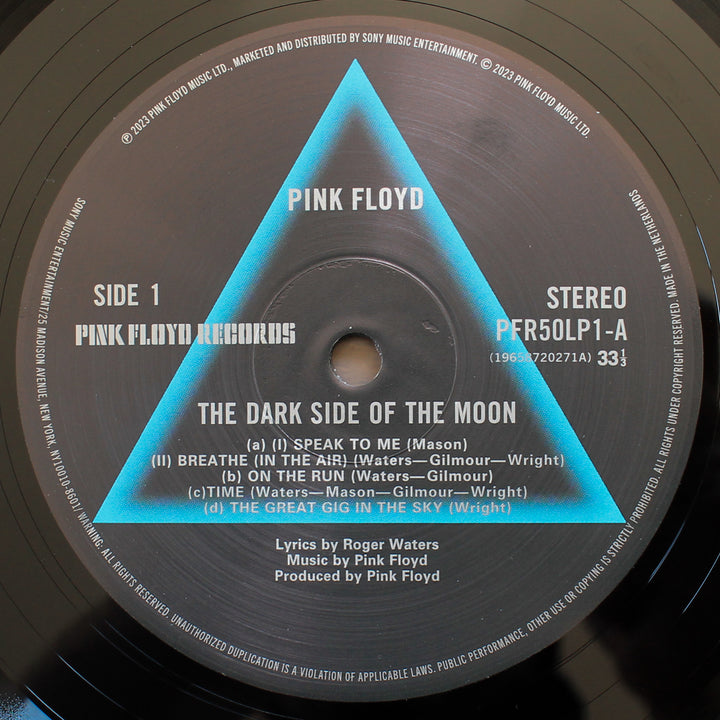 ℗ 2023 PINK FLOYD MUSIC LTD., MARKETED AND DISTRIBUTED BY SONY MUSIC ENTERTAINMENT. © 2023 PINK FLOYD MUSIC LTD.
PINK FLOYD
SIDE 1
PINK FLOYD RECORDS
STEREO
PFR50LP1-A
(19658720271A) 33⅓
THE DARK SIDE OF THE MOON
(a) (I) SPEAK TO ME (Mason)
(II) BREATHE (IN THE AIR) (Waters—Gilmour—Wright)
(b) ON THE RUN (Waters—Gilmour)
(c)TIME (Waters—Mason—Gilmour—Wright)
(d) THE GREAT GIG IN THE SKY (Wright)
Lyrics by Roger Waters
Music by Pink Floyd
Produced by Pink Floyd
SONY MUSIC ENTERTAINMENT/25 MADISON AVENUE, NEW YORK, NY10010-8601/WARNING. ALL RIGHTS RESERVED. UNAUTHORIZED DUPLICATION IS A VIOLATION OF APPLICABLE LAWS. PUBLIC PERFORMANCE, OTHER USE OR COPYING IS STRICTLY PROHIBITED. ALL RIGHTS UNDER COPYRIGHT RESERVED. MADE IN THE NETHERLANDS